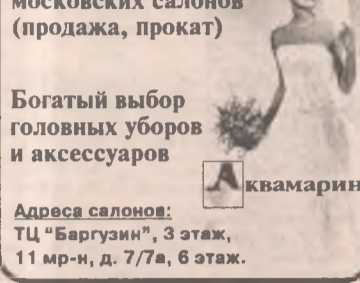 московских салонов
(продажа, прокат)
Богатый выбор
головных уборов
и аксессуаров
Аквамарин
Адреса салонов:
ТЦ "Баргузин", 3 этаж,
11 мр-н, д. 7/7а, 6 этаж.